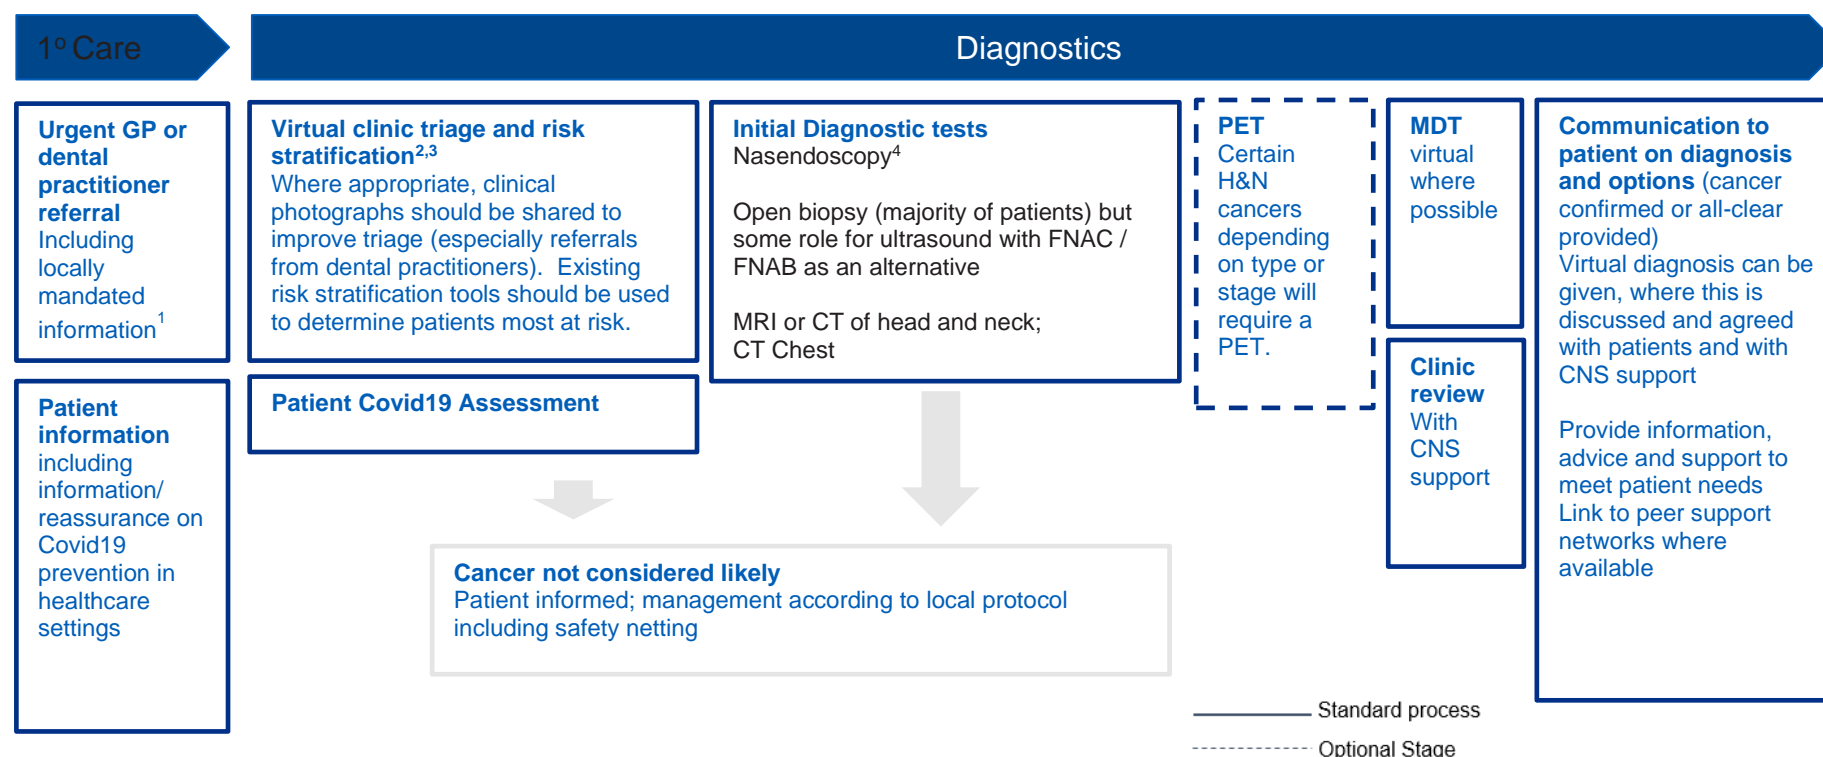 1º Care
Diagnostics
Urgent GP or
dental
practitioner
referral
Including
locally
mandated
information1
Patient
information
including
information/
reassurance on
Covid19
prevention in
healthcare
settings
Virtual clinic triage and risk
stratification2,3
Where appropriate, clinical
photographs should be shared to
improve triage (especially referrals
from dental practitioners).  Existing
risk stratification tools should be used
to determine patients most at risk.
Patient Covid19 Assessment
Initial Diagnostic tests
Nasendoscopy4
Open biopsy (majority of patients) but
some role for ultrasound with FNAC /
FNAB as an alternative
MRI or CT of head and neck;
CT Chest
Cancer not considered likely
Patient informed; management according to local protocol
including safety netting
PET
Certain
H&N
cancers
depending
on type or
stage will
require a
PET.
MDT
virtual
where
possible
Clinic
review
With
CNS
support
Communication to
patient on diagnosis
and options (cancer
confirmed or all-clear
provided)
Virtual diagnosis can be
given, where this is
discussed and agreed
with patients and with
CNS support
Provide information,
advice and support to
meet patient needs
Link to peer support
networks where
available
Standard process
Optional Stage